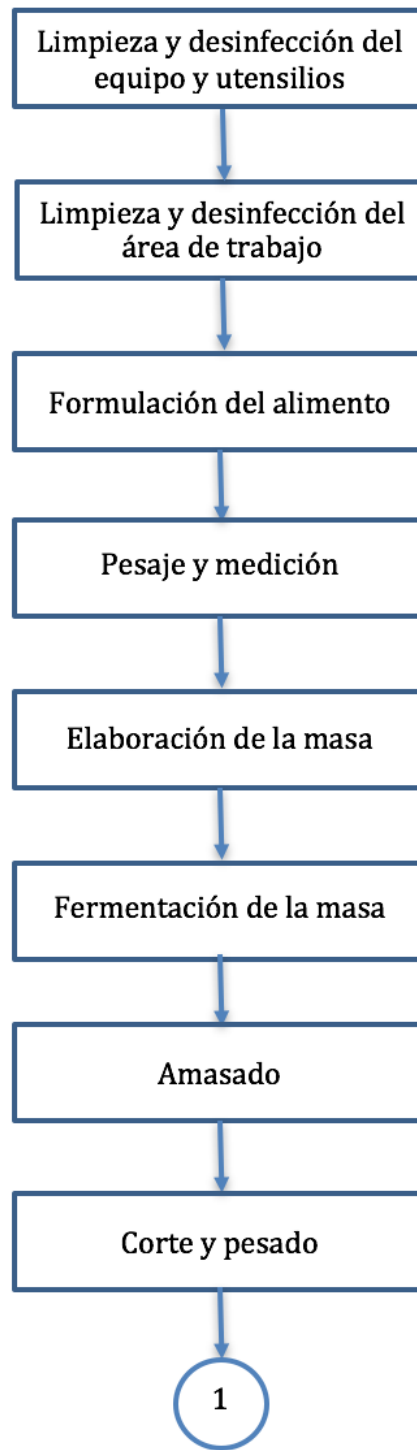 Limpieza y desinfección del
equipo y utensilios
Limpieza y desinfección del
área de trabajo
Formulación del alimento
Pesaje y medición
Elaboración de la masa
Fermentación de la masa
Amasado
Corte y pesado
1